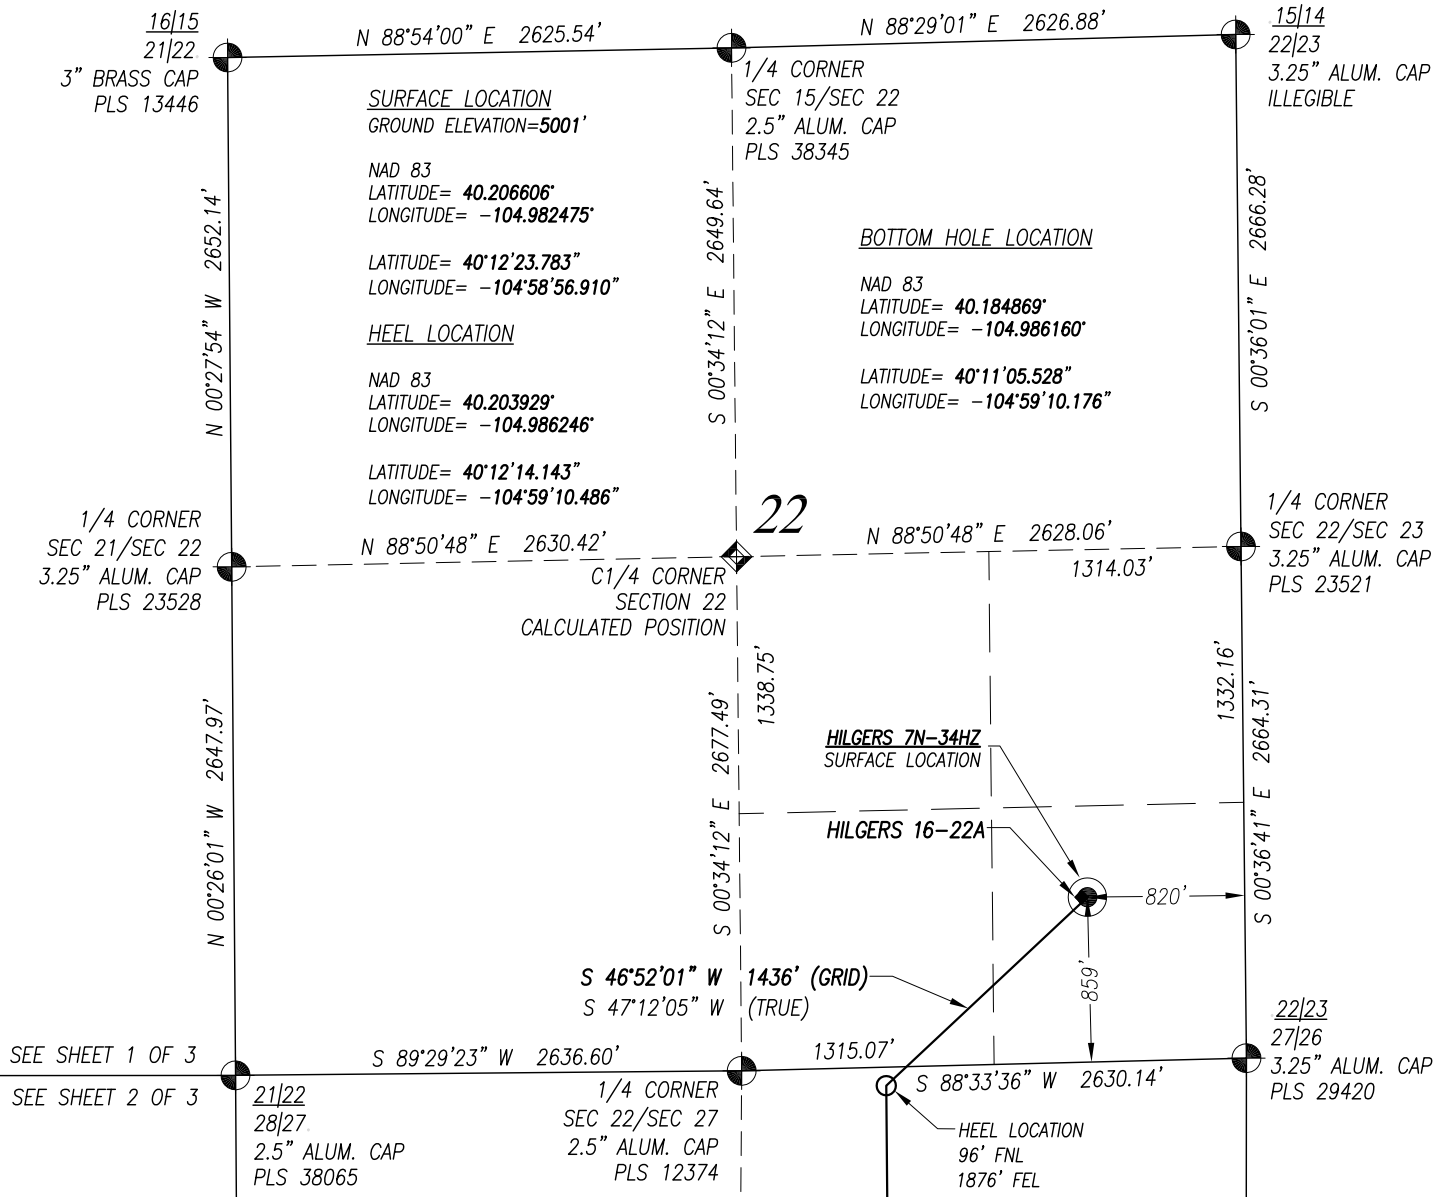 16|15
21|22
3" BRASS CAP
PLS 13446
N 88°54'00" E 2625.54'
N 88°29'01" E 2626.88'
15|14
22|23
3.25" ALUM. CAP
ILLEGIBLE
1/4 CORNER
SEC 15/SEC 22
2.5" ALUM. CAP
PLS 38345
SURFACE LOCATION
GROUND ELEVATION=5001'
NAD 83
LATITUDE= 40.206606°
LONGITUDE= -104.982475°
LATITUDE= 40°12'23.783"
LONGITUDE= -104°58'56.910"
HEEL LOCATION
NAD 83
LATITUDE= 40.203929°
LONGITUDE= -104.986246°
LATITUDE= 40°12'14.143"
LONGITUDE= -104°59'10.486"
BOTTOM HOLE LOCATION
NAD 83
LATITUDE= 40.184869°
LONGITUDE= -104.986160°
LATITUDE= 40°11'05.528"
LONGITUDE= -104°59'10.176"
N 00°27'54" W 2652.14'
S 00°34'12" E 2649.64'
S 00°36'01" E 2666.28'
1/4 CORNER
SEC 21/SEC 22
3.25" ALUM. CAP
PLS 23528
N 88°50'48" E 2630.42'
22
N 88°50'48" E 2628.06'
1314.03'
1/4 CORNER
SEC 22/SEC 23
3.25" ALUM. CAP
PLS 23521
C1/4 CORNER
SECTION 22
CALCULATED POSITION
N 00°26'01" W 2647.97'
S 00°34'12" E 2677.49'
1338.75'
1332.16'
S 00°36'41" E 2664.31'
HILGERS 7N-34HZ
SURFACE LOCATION
HILGERS 16-22A
820'
859'
S 46°52'01" W 1436' (GRID)
S 47°12'05" W (TRUE)
22|23
27|26
3.25" ALUM. CAP
PLS 29420
SEE SHEET 1 OF 3
SEE SHEET 2 OF 3
S 89°29'23" W 2636.60'
1315.07'
S 88°33'36" W 2630.14'
21|22
28|27
2.5" ALUM. CAP
PLS 38065
1/4 CORNER
SEC 22/SEC 27
2.5" ALUM. CAP
PLS 12374
HEEL LOCATION
96' FNL
1876' FEL